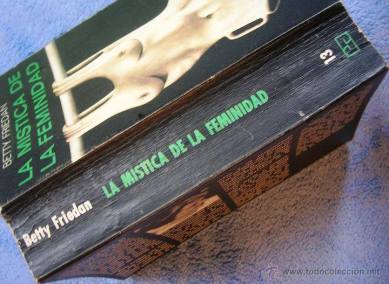 BETTY FRIEDAN
LA MISTICA DE
LA FEMINIDAD
Betty Friedan
LA MISTICA DE LA FEMINIDAD
13
© www.todocoleccion.net